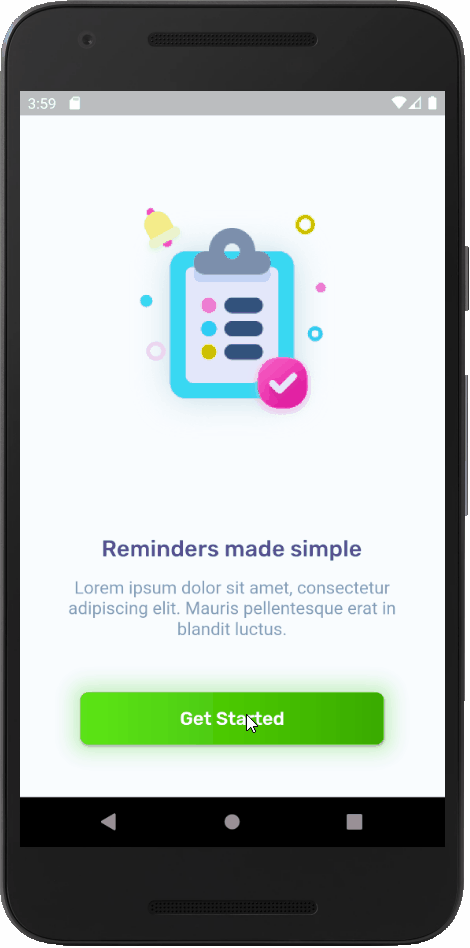 3:59
Reminders made simple
Lorem ipsum dolor sit amet, consectetur
adipiscing elit. Mauris pellentesque erat in
blandit luctus.
Get Started